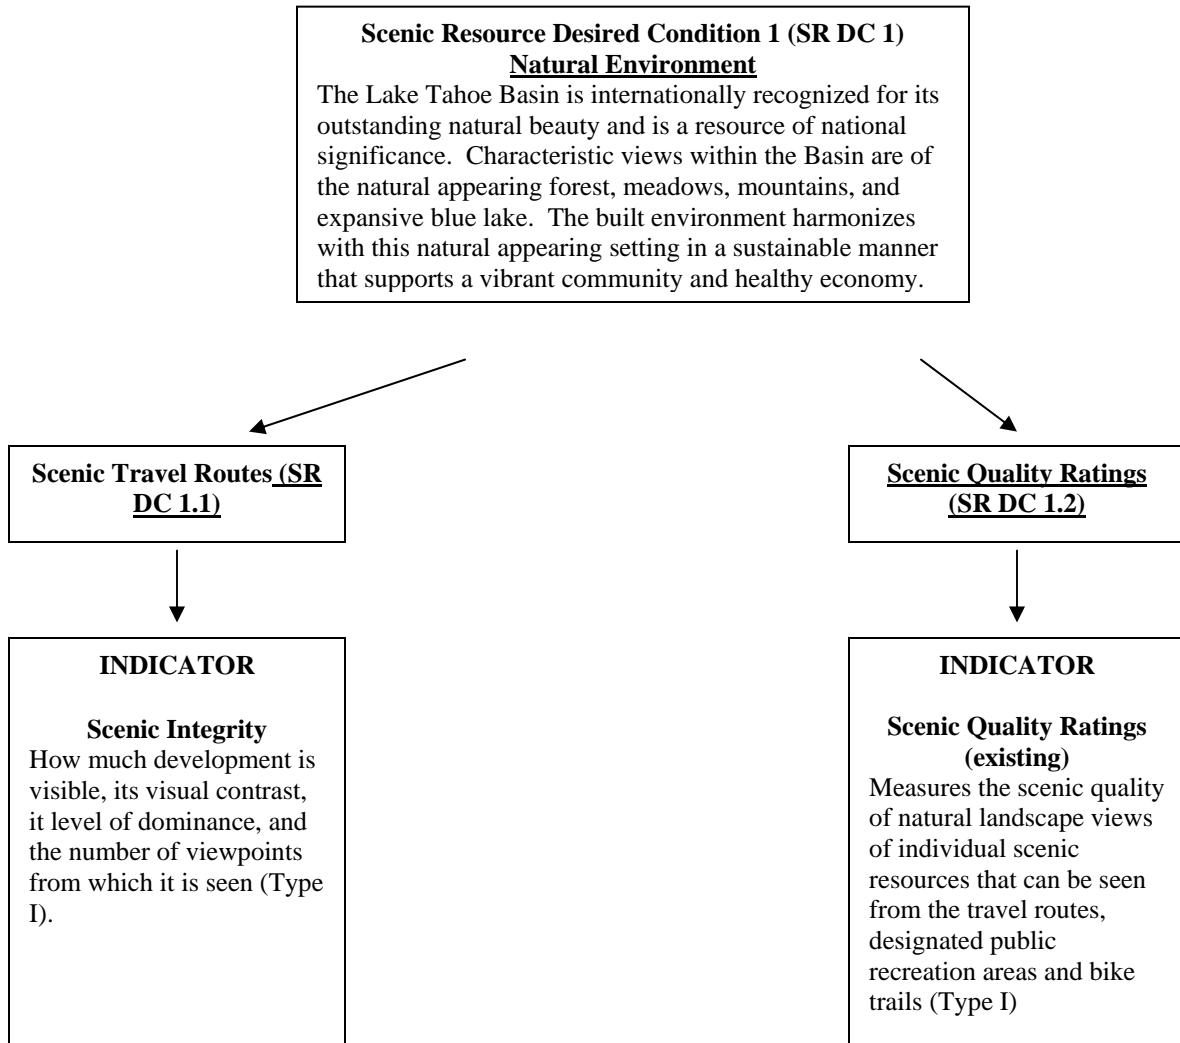 Scenic Resource Desired Condition 1 (SR DC 1)
Natural Environment
The Lake Tahoe Basin is internationally recognized for its
outstanding natural beauty and is a resource of national
significance.  Characteristic views within the Basin are of
the natural appearing forest, meadows, mountains, and
expansive blue lake.  The built environment harmonizes
with this natural appearing setting in a sustainable manner
that supports a vibrant community and healthy economy.
Scenic Travel Routes (SR
DC 1.1)
Scenic Quality Ratings
(SR DC 1.2)
INDICATOR
Scenic Integrity
How much development is
visible, its visual contrast,
it level of dominance, and
the number of viewpoints
from which it is seen (Type
I).
INDICATOR
Scenic Quality Ratings
(existing)
Measures the scenic quality
of natural landscape views
of individual scenic
resources that can be seen
from the travel routes,
designated public
recreation areas and bike
trails (Type I)